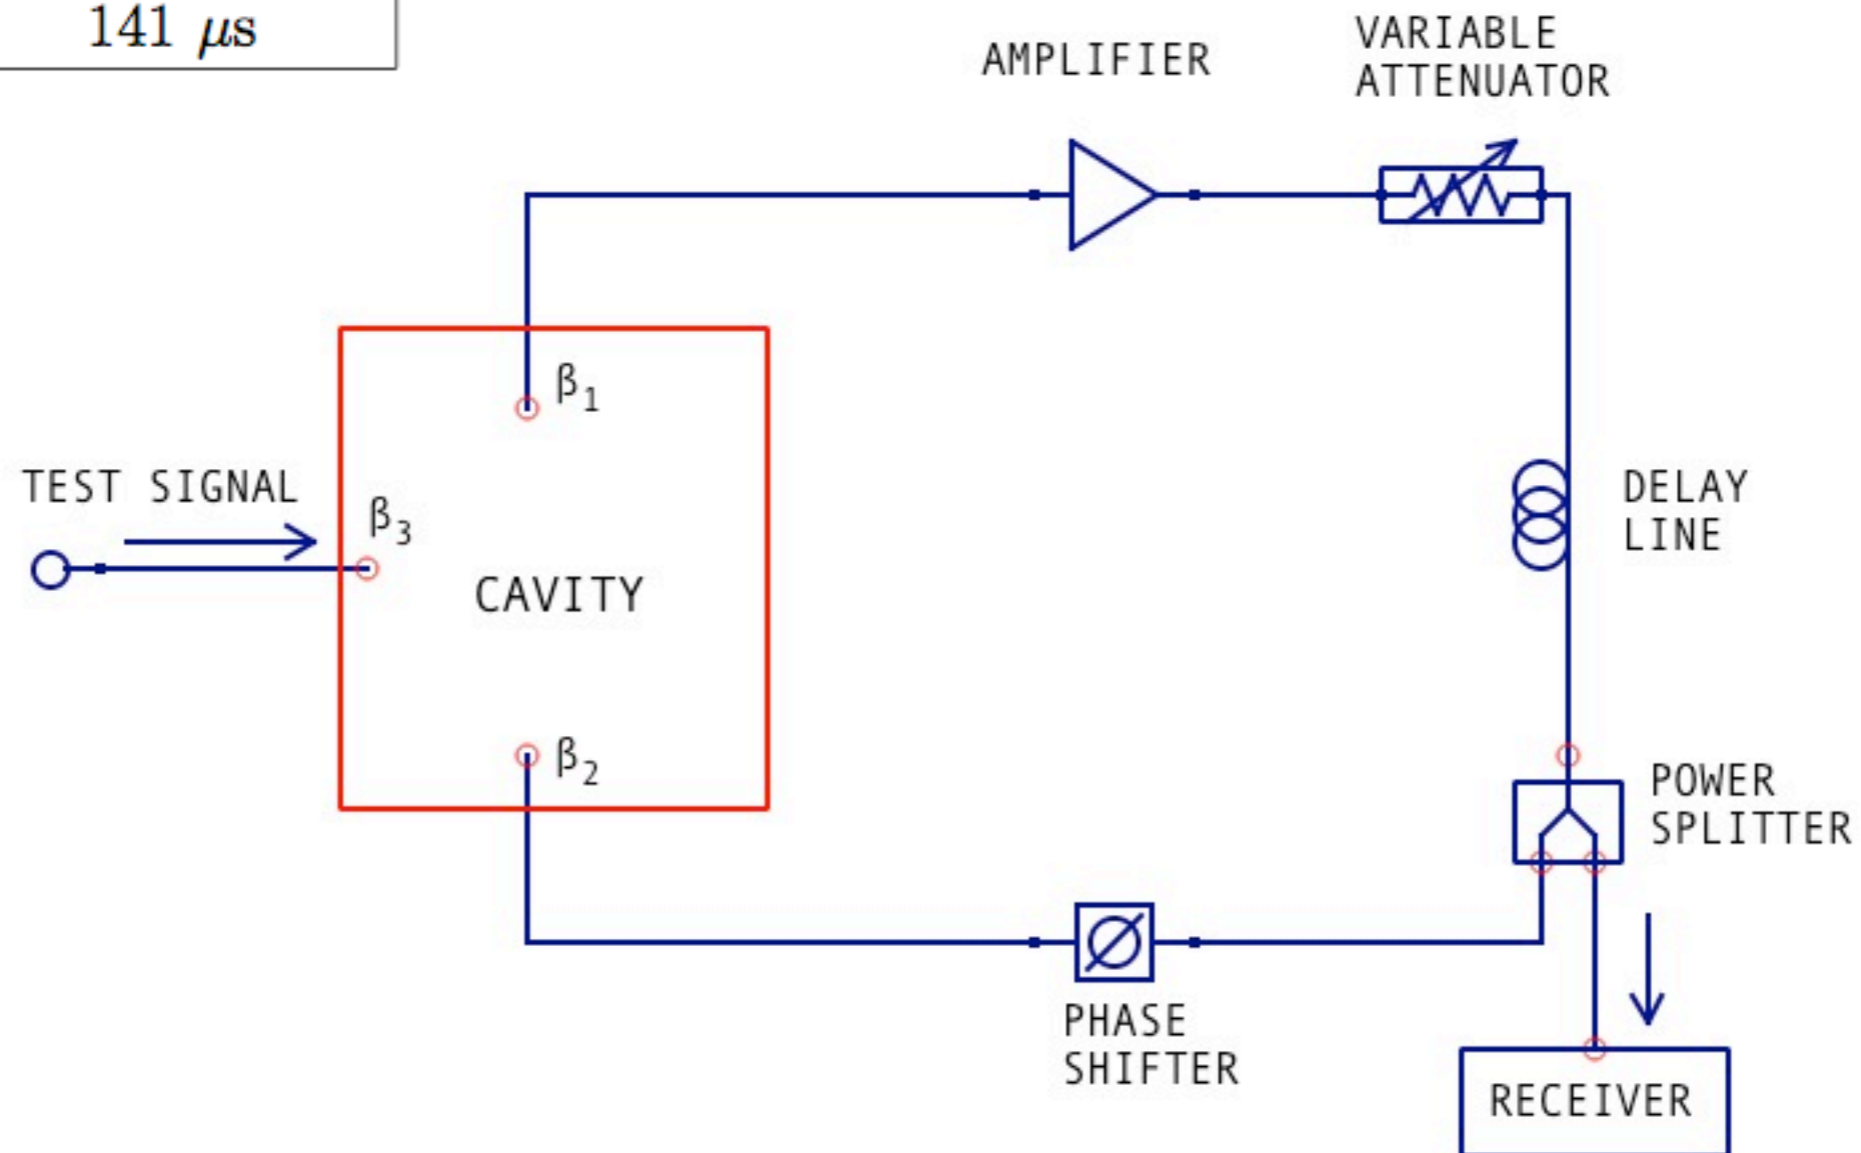 141 μs
AMPLIFIER
VARIABLE
ATTENUATOR
β1
TEST SIGNAL
β3
CAVITY
DELAY
LINE
β2
POWER
SPLITTER
PHASE
SHIFTER
RECEIVER